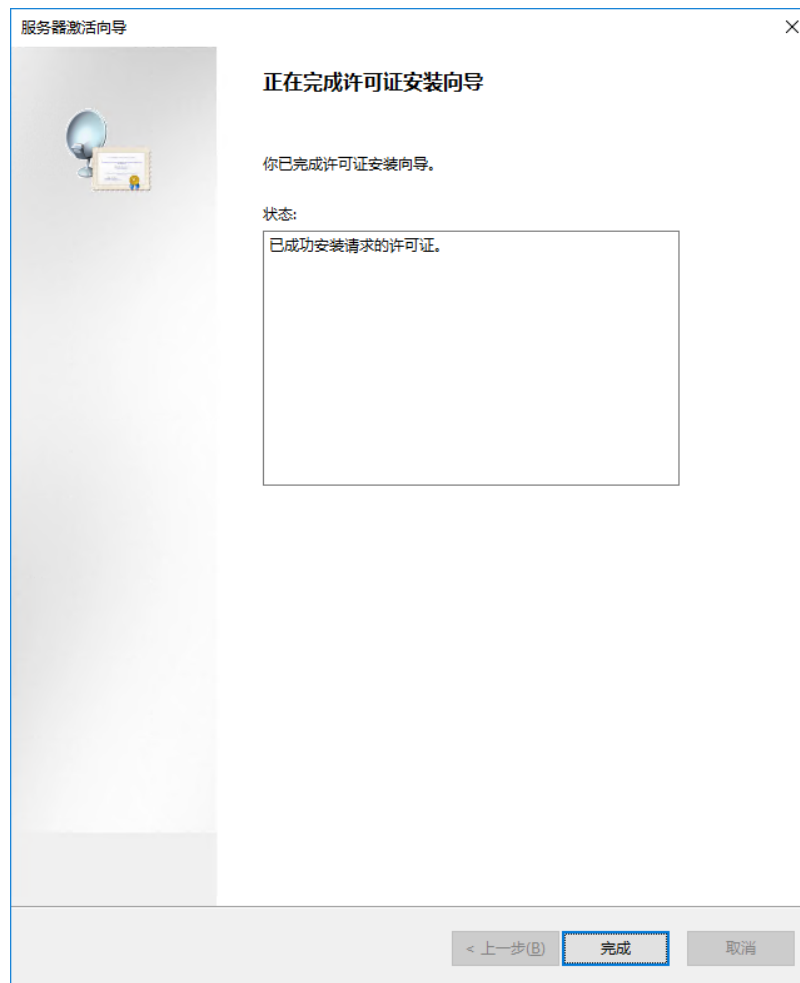 服务器激活向导
正在完成许可证安装向导
你已完成许可证安装向导。
状态:
已成功安装请求的许可证。
< 上一步(B)
完成
取消